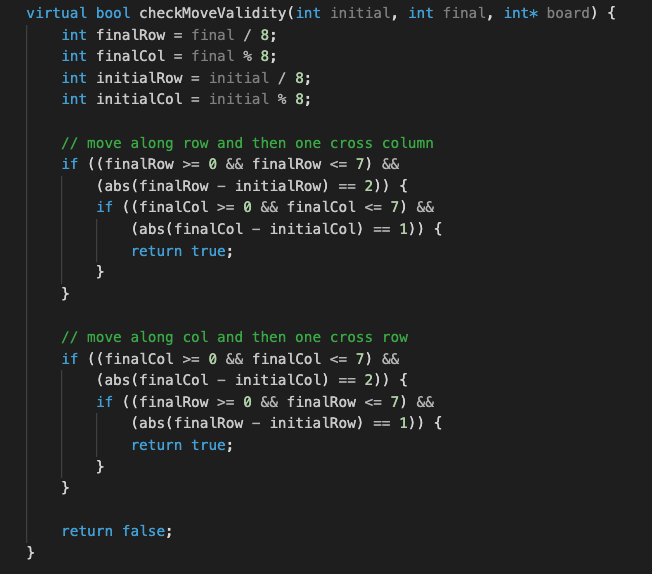 virtual bool checkMoveValidity(int initial, int final, int* board) {
    int finalRow = final / 8;
    int finalCol = final % 8;
    int initialRow = initial / 8;
    int initialCol = initial % 8;

    // move along row and then one cross column
    if ((finalRow >= 0 && finalRow <= 7) &&
        (abs(finalRow - initialRow) == 2)) {
        if ((finalCol >= 0 && finalCol <= 7) &&
            (abs(finalCol - initialCol) == 1)) {
            return true;
        }
    }

    // move along col and then one cross row
    if ((finalCol >= 0 && finalCol <= 7) &&
        (abs(finalCol - initialCol) == 2)) {
        if ((finalRow >= 0 && finalRow <= 7) &&
            (abs(finalRow - initialRow) == 1)) {
            return true;
        }
    }

    return false;
}